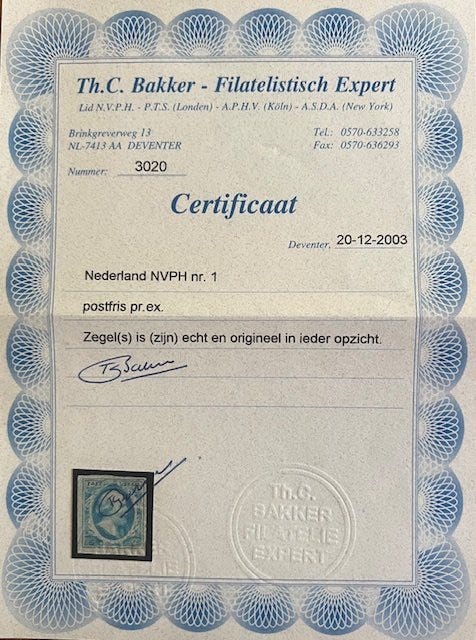 Th.C. Bakker - Filatelistisch Expert
Lid N.V.P.H. - P.T.S. (Londen) - A.P.H.V. (Köln) - A.S.D.A. (New York)
Brinkgreverweg 13 Tel.: 0570-633258
NL-7413 AA DEVENTER Fax: 0570-636293
Nummer: 3020
Certificaat
Deventer, 20-12-2003
Nederland NVPH nr. 1
postfris pr.ex.
Zegel(s) is (zijn) echt en origineel in ieder opzicht.
Th.C.
BAKKER
FILATELIE
EXPERT